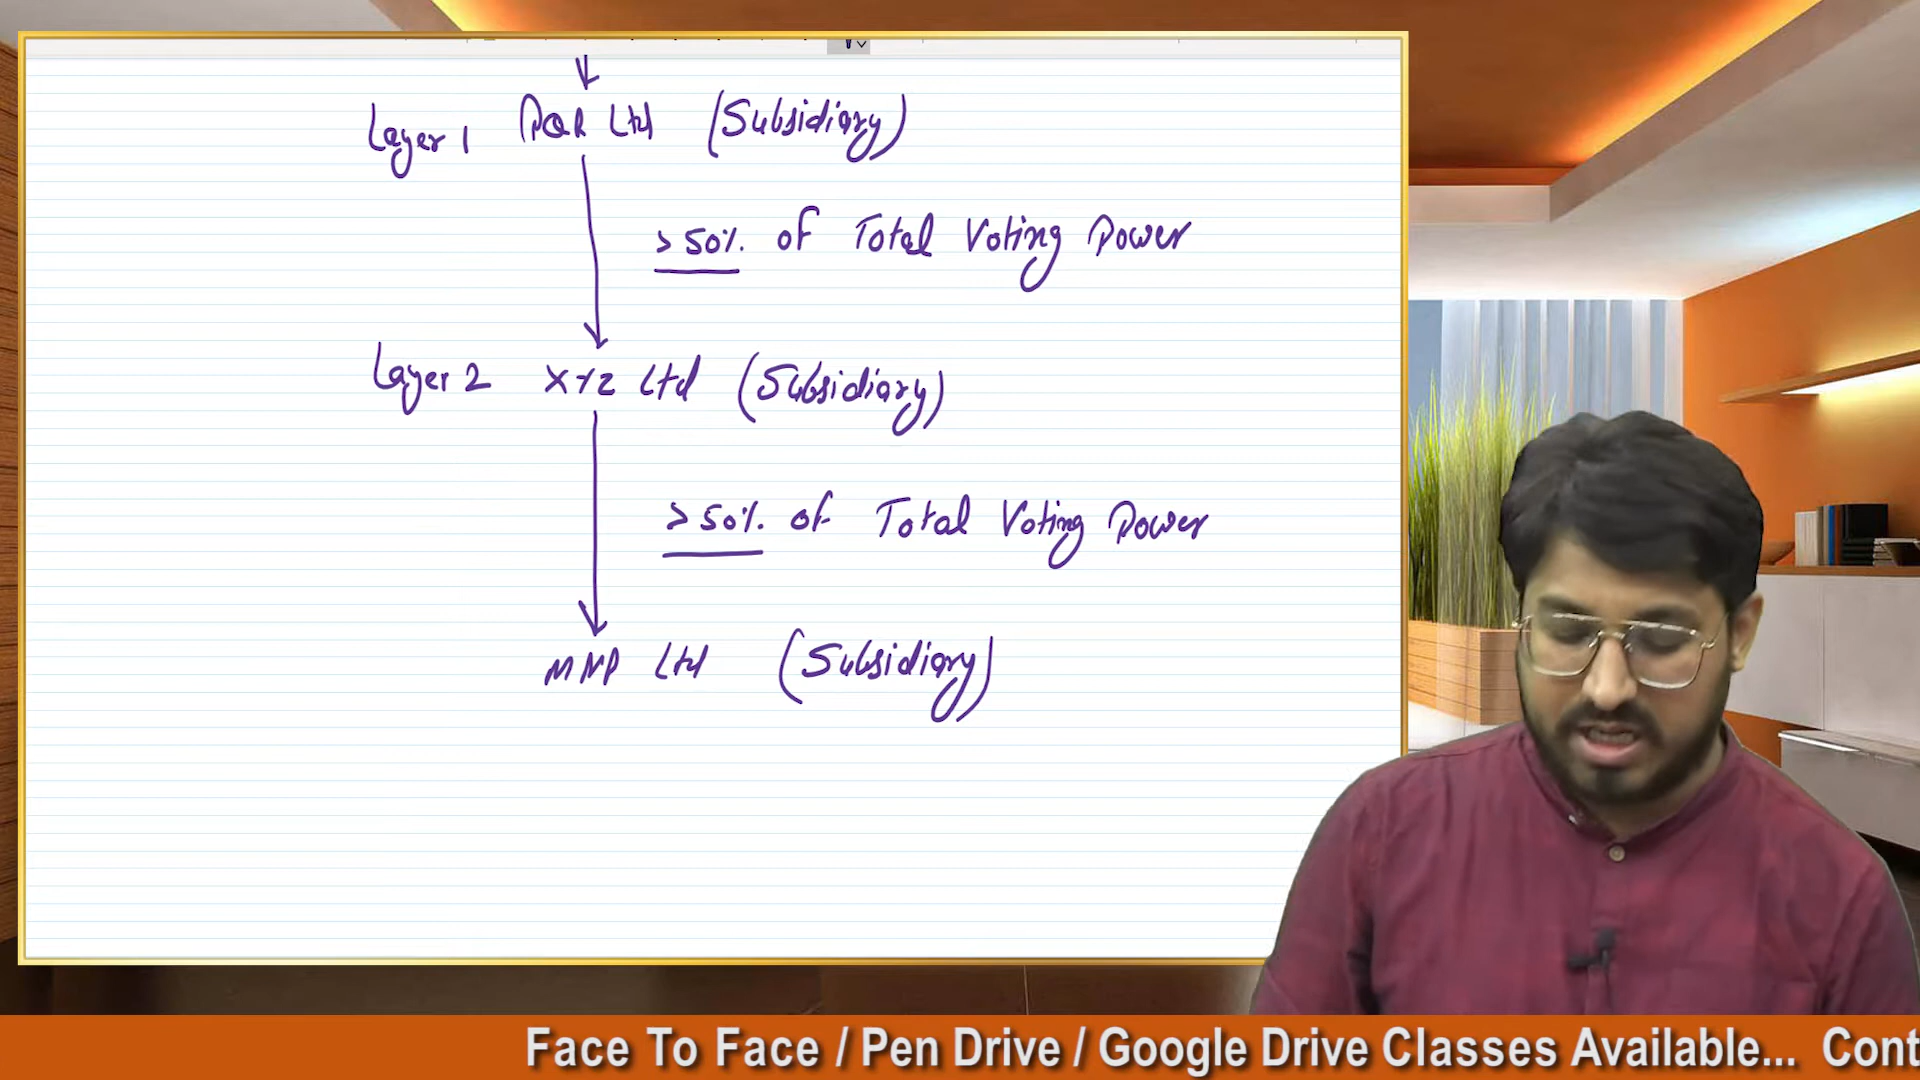 Layer 1 PQR Ltd (Subsidiary)
> 50% of Total Voting Power
Layer 2 XYZ Ltd (Subsidiary)
> 50% of Total Voting Power
MNP Ltd (Subsidiary)
Face To Face / Pen Drive / Google Drive Classes Available... Cont